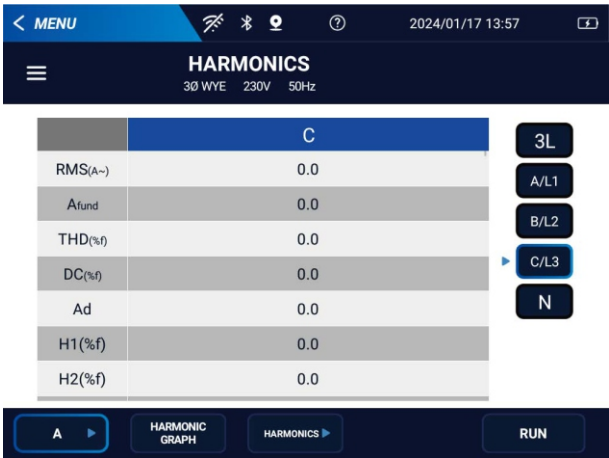 < MENU
2024/01/17 13:57
HARMONICS
3Ø WYE 230V 50Hz
C
RMS(A~) 0.0
Afund 0.0
THD(%f) 0.0
DC(%f) 0.0
Ad 0.0
H1(%f) 0.0
H2(%f) 0.0
3L
A/L1
B/L2
C/L3
N
A
HARMONIC
GRAPH
HARMONICS
RUN